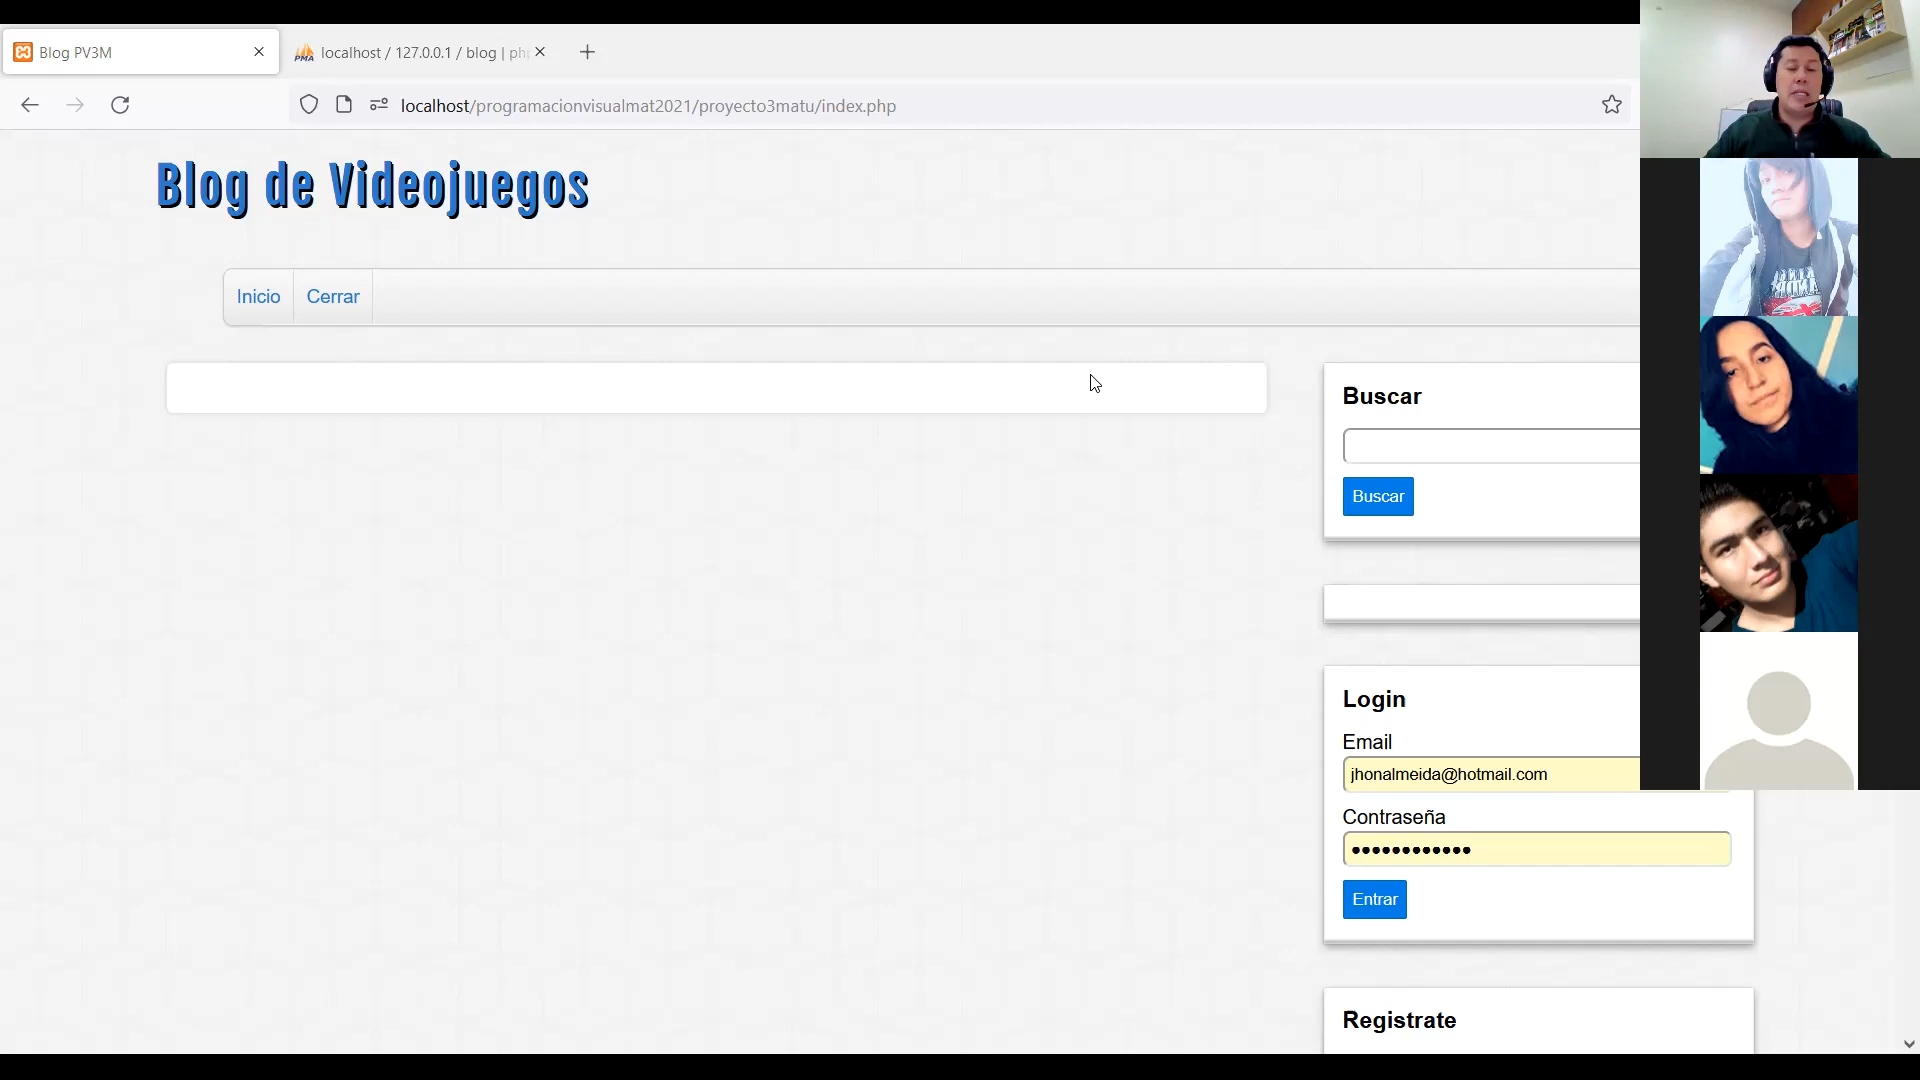 Blog PV3M
localhost / 127.0.0.1 / blog | ph
localhost/programacionvisualmat2021/proyecto3matu/index.php
Blog de Videojuegos
Inicio
Cerrar
Buscar
Buscar
Login
Email
jhonalmeida@hotmail.com
Contraseña
Entrar
Registrate